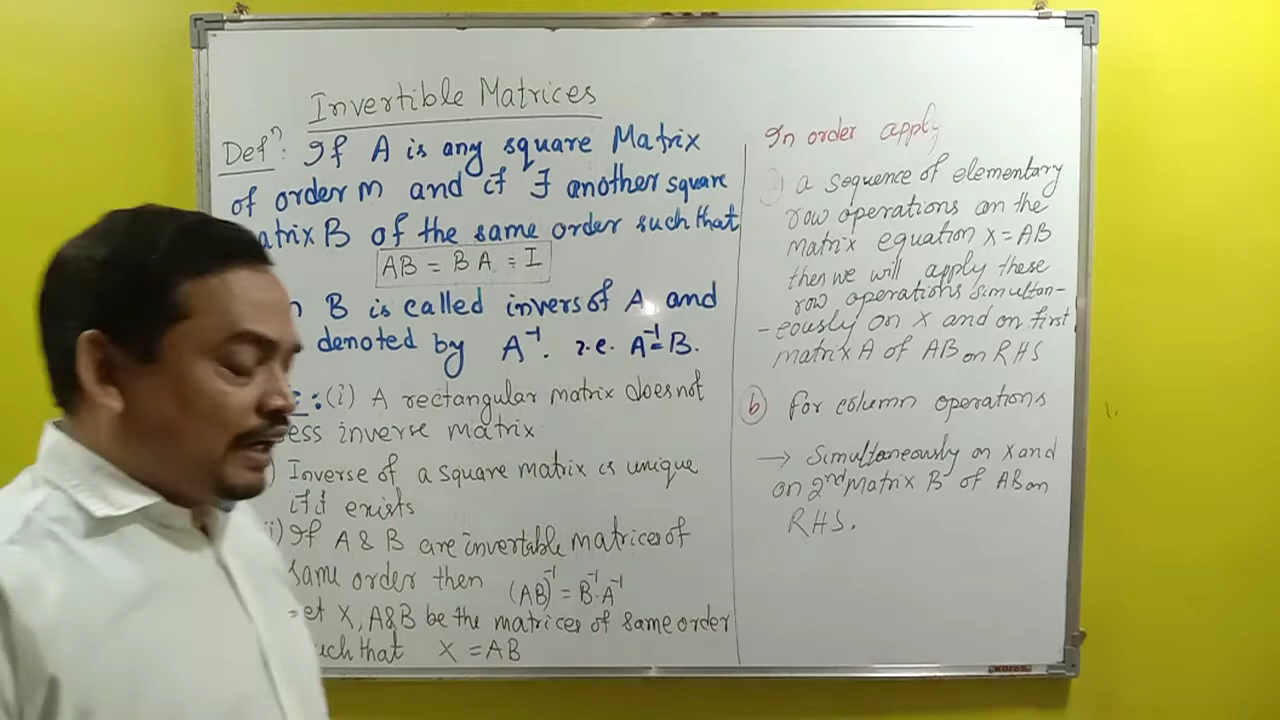 Invertible Matrices
Defⁿ: If A is any square Matrix
of order m and if ∃ another square
atrix B of the same order such that
AB = BA = I
n B is called invers of A and
denoted by A⁻¹. i.e. A⁻¹=B.
: (i) A rectangular matrix does not
ess inverse matrix
) Inverse of a square matrix is unique
if it exists
i) If A & B are invertable matrices of
same order then (AB)⁻¹ = B⁻¹.A⁻¹
et X, A&B be the matrices of same order
uch that X = AB
In order apply
a sequence of elementary
row operations on the
matrix equation X = AB
then we will apply these
row operations simultan-
-eously on X and on first
matrix A of AB on RHS
(b) For column operations
→ Simultaneously on X and
on 2nd Matrix B of AB on
RHS.
Kores